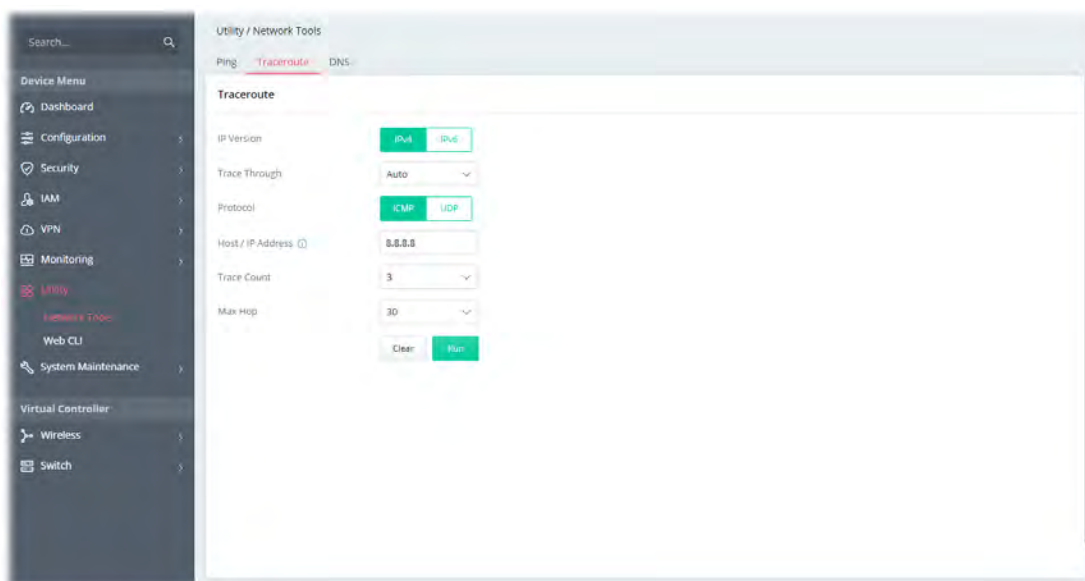 Search...
Device Menu
Dashboard
Configuration
Security
IAM
VPN
Monitoring
Utility
Network Tools
Web CLI
System Maintenance
Virtual Controller
Wireless
Switch
Utility / Network Tools
Ping Traceroute DNS
Traceroute
IP Version IPv4 IPv6
Trace Through Auto
Protocol ICMP UDP
Host / IP Address 8.8.8.8
Trace Count 3
Max Hop 30
Clear Run